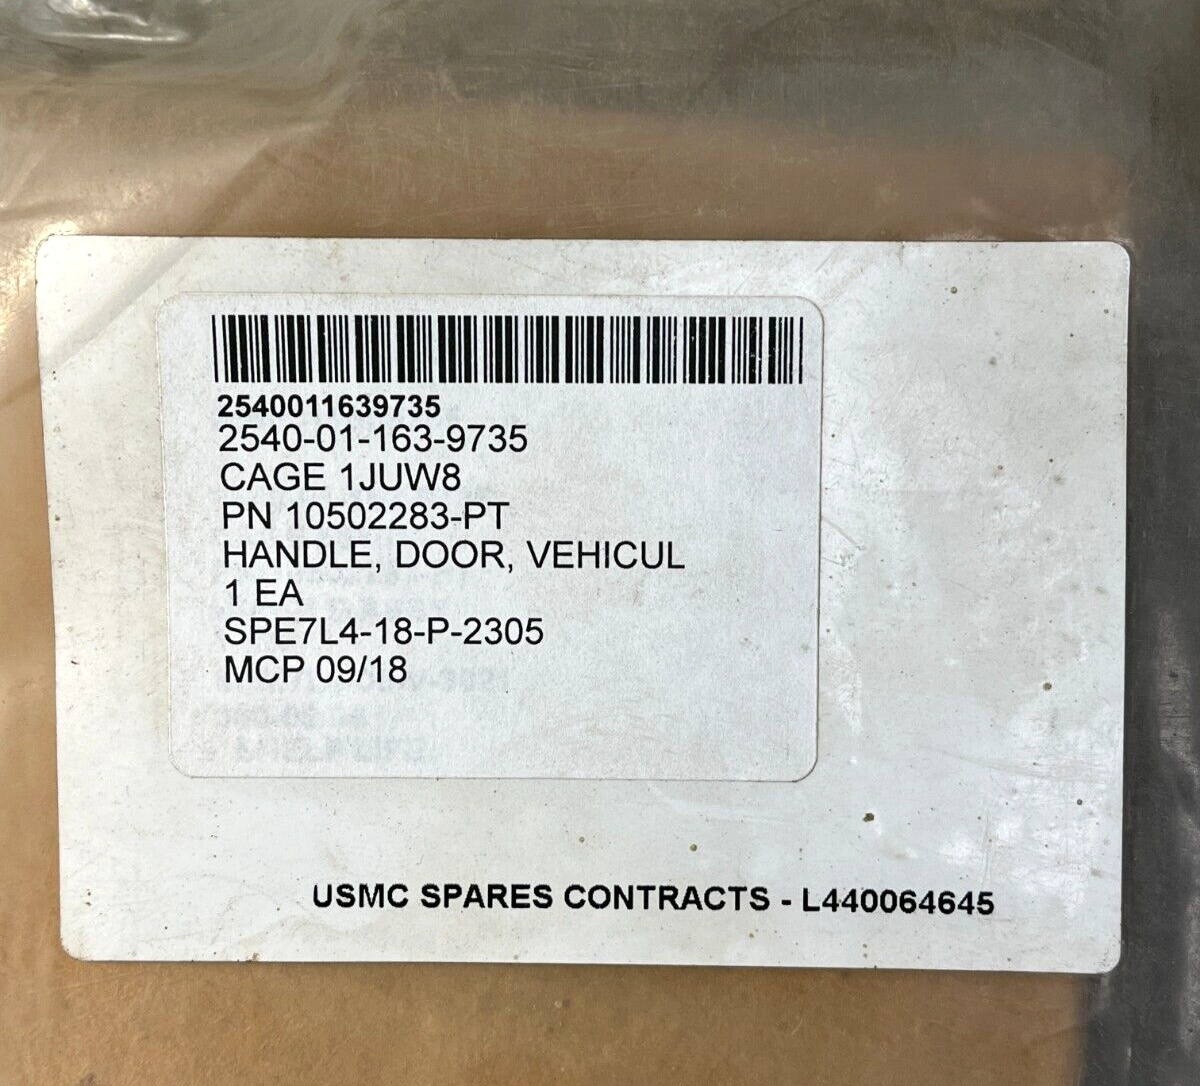 2540011639735
2540-01-163-9735
CAGE 1JUW8
PN 10502283-PT
HANDLE, DOOR, VEHICUL
1 EA
SPE7L4-18-P-2305
MCP 09/18
USMC SPARES CONTRACTS - L440064645